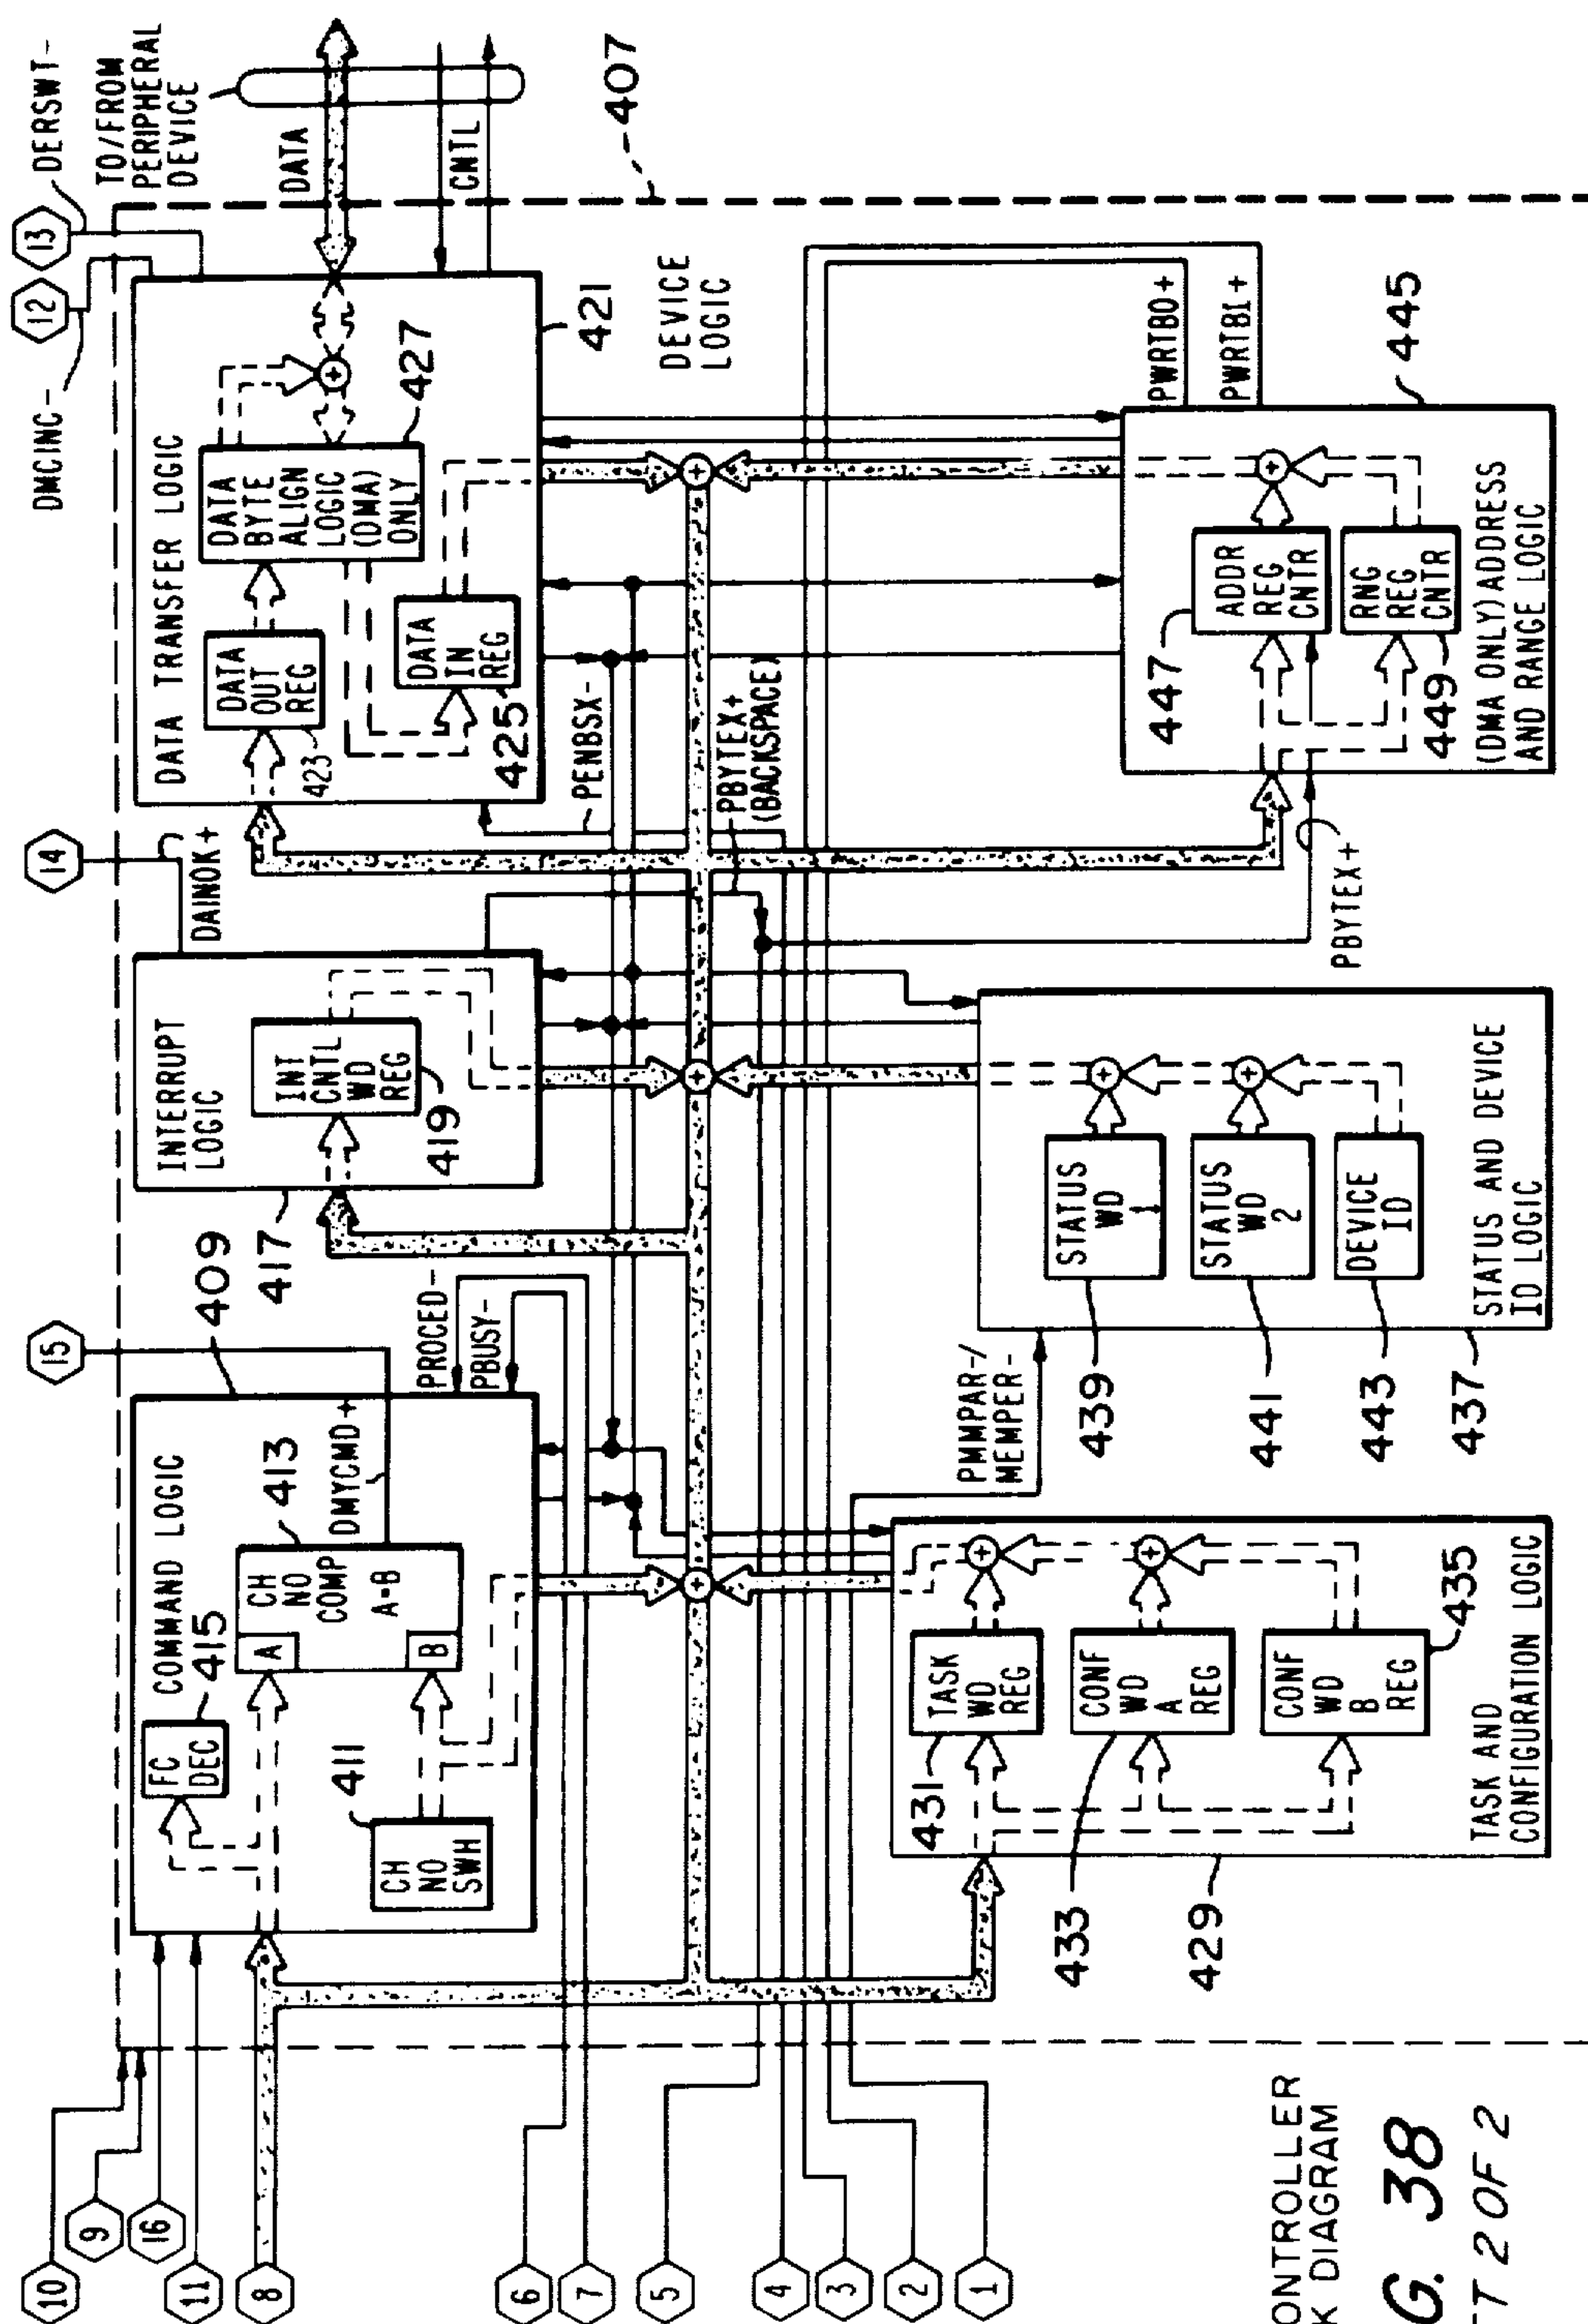 10
9
16
11
8
6
7
5
4
3
2
1
15
14
12
13
DMCINC-
DERSWT-
TO/FROM
PERIPHERAL
DEVICE
DATA
CNTL
407
COMMAND LOGIC
409
FC
DEC
415
A
CH
NO
COMP
A=B
413
B
DMYCMD+
411
CH
NO
SWH
PROCED-
PBUSY-
INTERRUPT
LOGIC
417
INT
CNTL
WD
REG
419
DAINOK+
DATA TRANSFER LOGIC
DATA
OUT
REG
423
DATA
BYTE
ALIGN
LOGIC
(DMA)
ONLY
427
DATA
IN
REG
425
421
DEVICE
LOGIC
PENBSX-
PBYTEX+
(BACKSPACE)
PWRTB0+
PWRTB1+
431
TASK
WD
REG
433
CONF
WD
A
REG
CONF
WD
B
REG
435
429
TASK AND
CONFIGURATION LOGIC
PMMPAR-/
MEMPER-
STATUS
WD
1
439
STATUS
WD
2
441
DEVICE
ID
443
437
STATUS AND DEVICE
ID LOGIC
PBYTEX+
447
ADDR
REG
CNTR
RNG
REG
CNTR
449
445
(DMA ONLY)ADDRESS
AND RANGE LOGIC
ONTROLLER
K DIAGRAM
G. 38
ET 2 OF 2